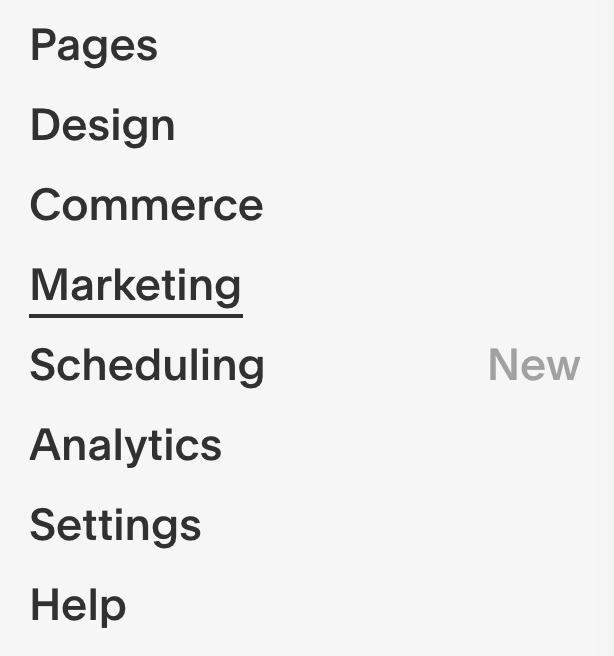 Pages
Design
Commerce
Marketing
Scheduling New
Analytics
Settings
Help